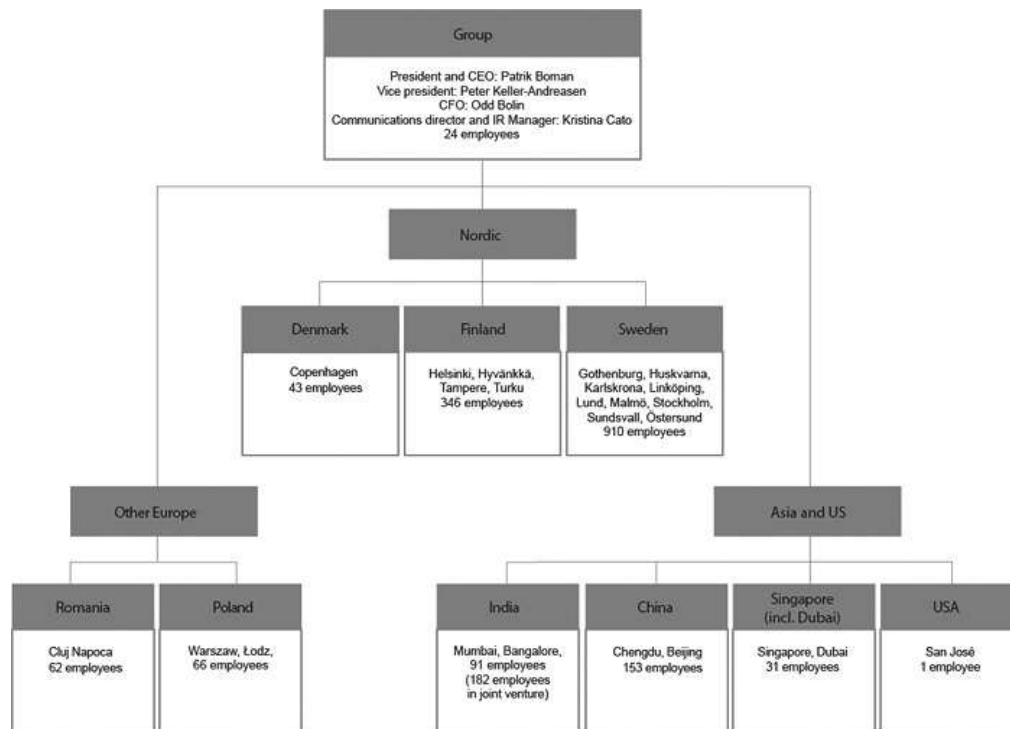 Group
President and CEO: Patrik Boman
Vice president: Peter Keller-Andreasen
CFO: Odd Bolin
Communications director and IR Manager: Kristina Cato
24 employees
Nordic
Denmark
Copenhagen
43 employees
Finland
Helsinki, Hyvänkkä,
Tampere, Turku
346 employees
Sweden
Gothenburg, Huskvarna,
Karlskrona, Linköping,
Lund, Malmö, Stockholm,
Sundsvall, Östersund
910 employees
Other Europe
Asia and US
Romania
Cluj Napoca
62 employees
Poland
Warszaw, Łodz,
66 employees
India
Mumbai, Bangalore,
91 employees
(182 employees
in joint venture)
China
Chengdu, Beijing
153 employees
Singapore
(incl. Dubai)
Singapore, Dubai
31 employees
USA
San José
1 employee